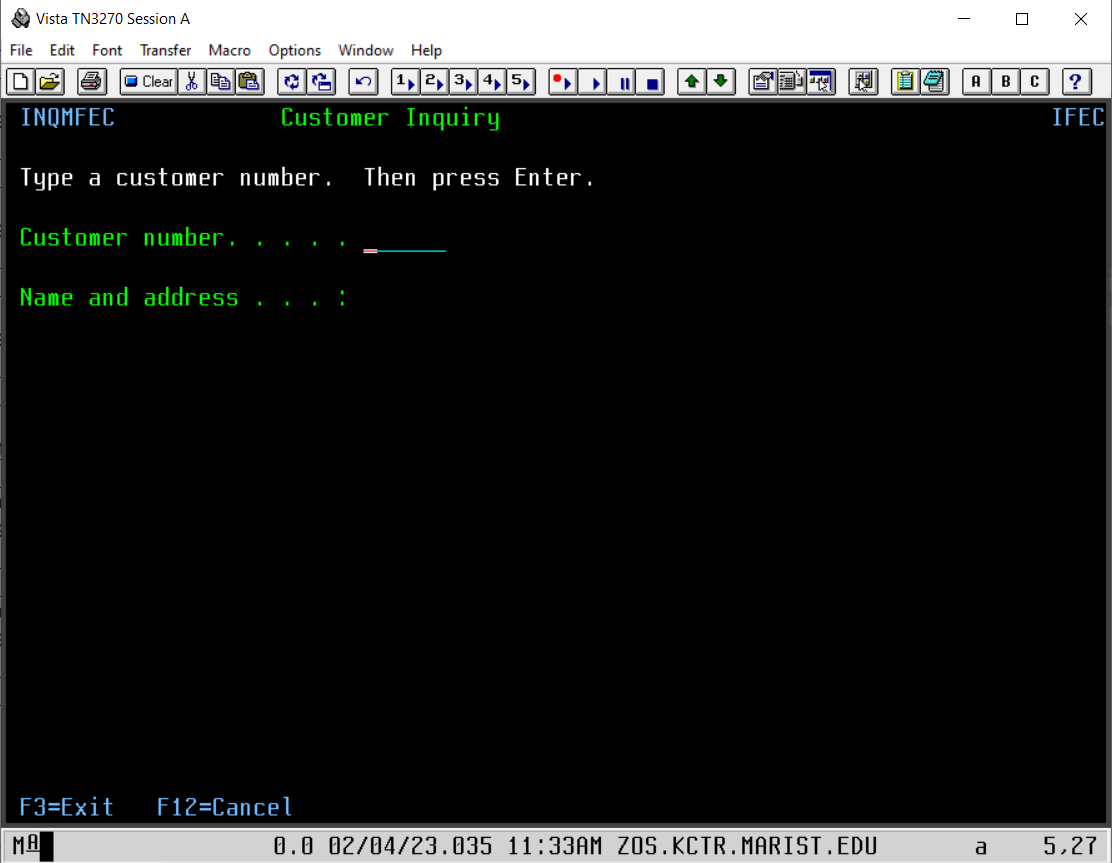 Vista TN3270 Session A
File Edit Font Transfer Macro Options Window Help
Clear 1 2 3 4 5 A B C ?
INQMFEC Customer Inquiry IFEC
Type a customer number. Then press Enter.
Customer number. . . . . _______
Name and address . . . :
F3=Exit F12=Cancel
MA 0.0 02/04/23.035 11:33AM ZOS.KCTR.MARIST.EDU a 5,27